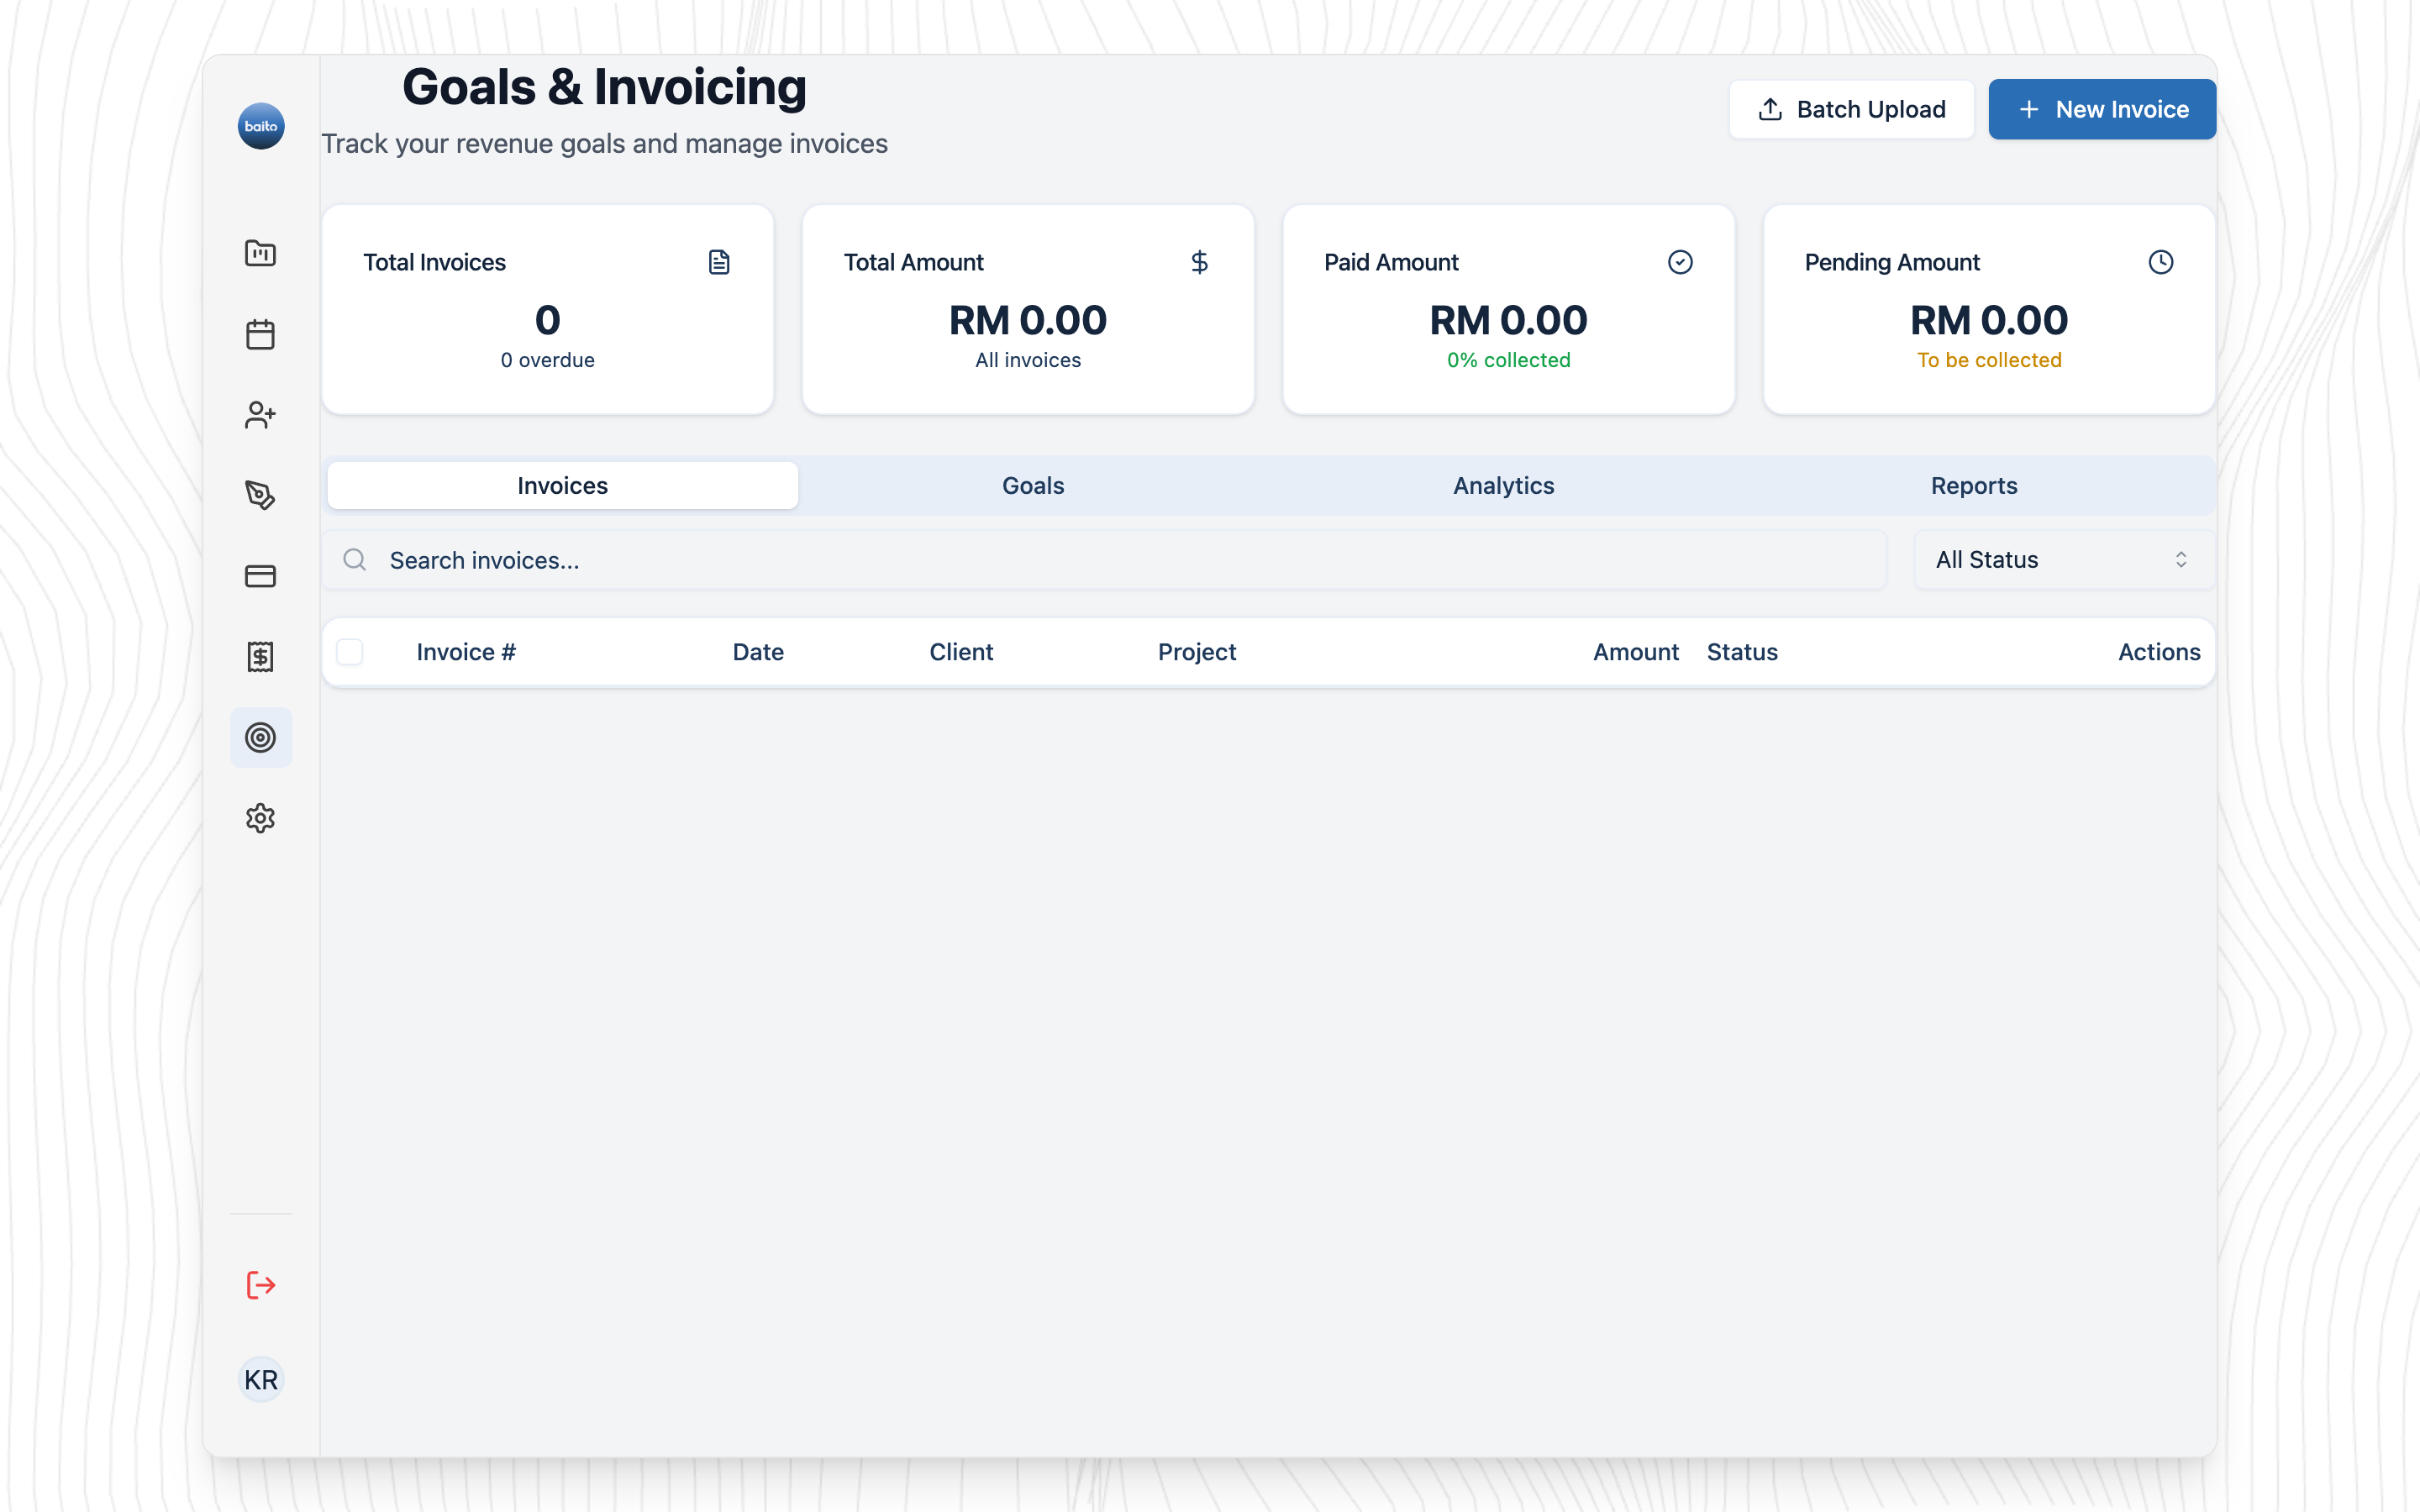 baito
Goals & Invoicing
Track your revenue goals and manage invoices
Batch Upload
New Invoice
Total Invoices
0
0 overdue
Total Amount
RM 0.00
All invoices
Paid Amount
RM 0.00
0% collected
Pending Amount
RM 0.00
To be collected
Invoices
Goals
Analytics
Reports
Search invoices...
All Status
Invoice # Date Client Project Amount Status Actions
KR